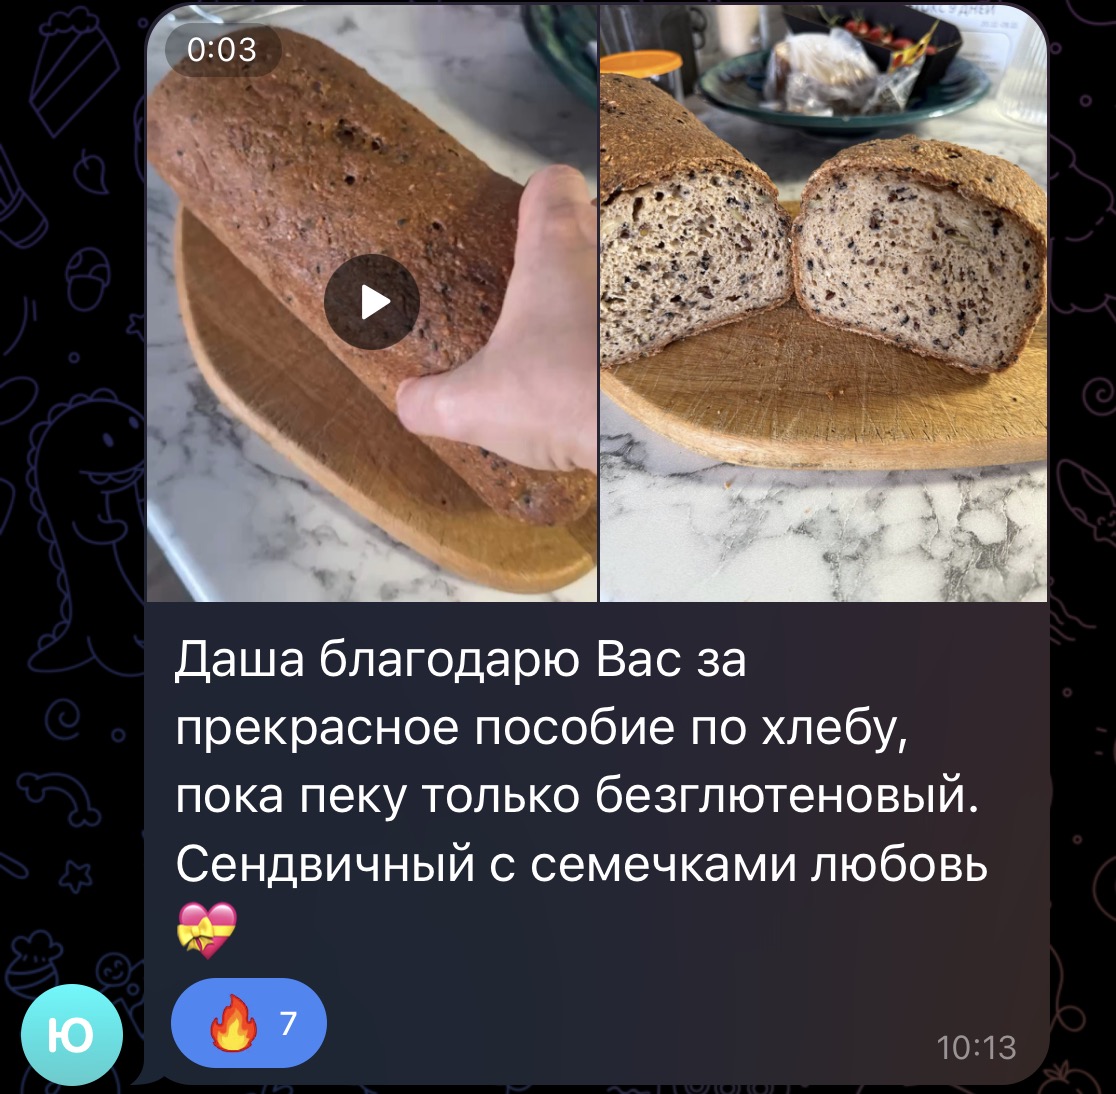 0:03
Даша благодарю Вас за
прекрасное пособие по хлебу,
пока пеку только безглютеновый.
Сендвичный с семечками любовь
💝
🔥 7
Ю
10:13